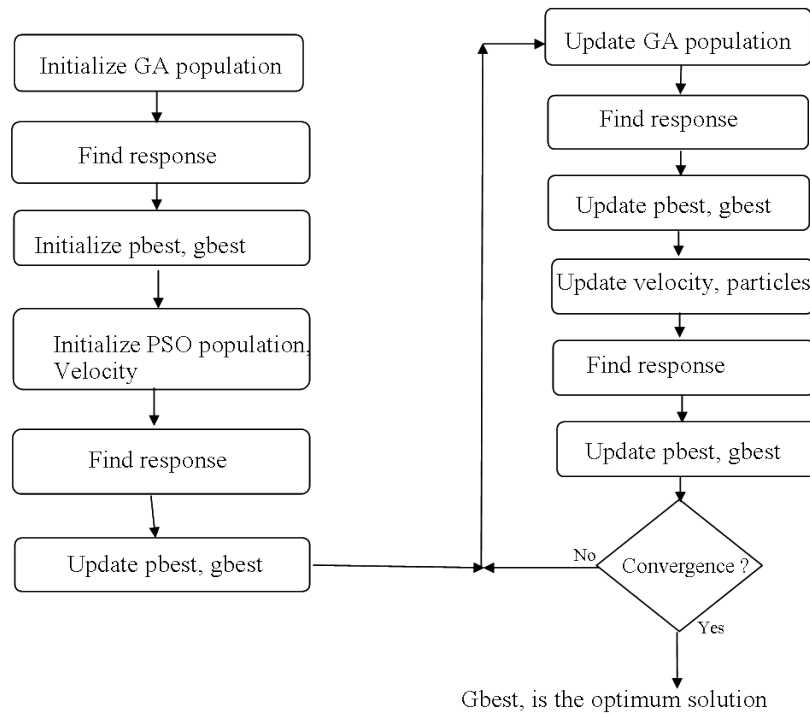 Initialize GA population
Find response
Initialize pbest, gbest
Initialize PSO population,
Velocity
Find response
Update pbest, gbest
Update GA population
Find response
Update pbest, gbest
Update velocity, particles
Find response
Update pbest, gbest
Convergence ?
No
Yes
Gbest, is the optimum solution